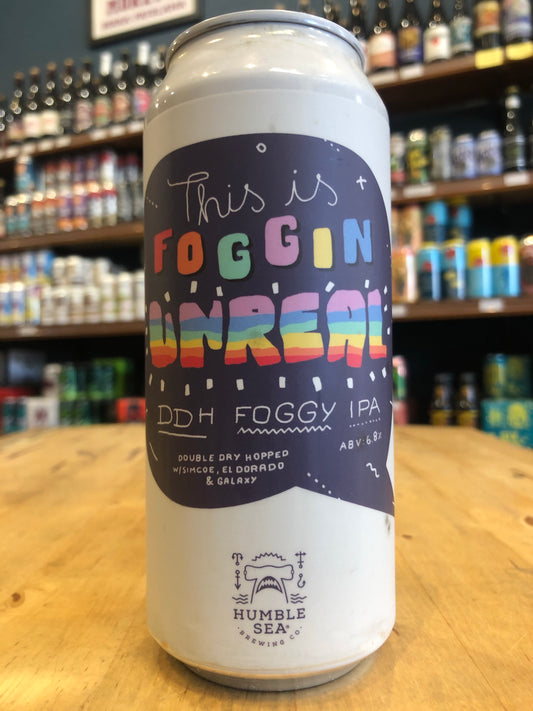 This is
FOGGIN
UNREAL
DDH FOGGY IPA
ABV: 6.8%
DOUBLE DRY HOPPED
W/SIMCOE, EL DORADO
& GALAXY
HUMBLE
SEA
BREWING CO.